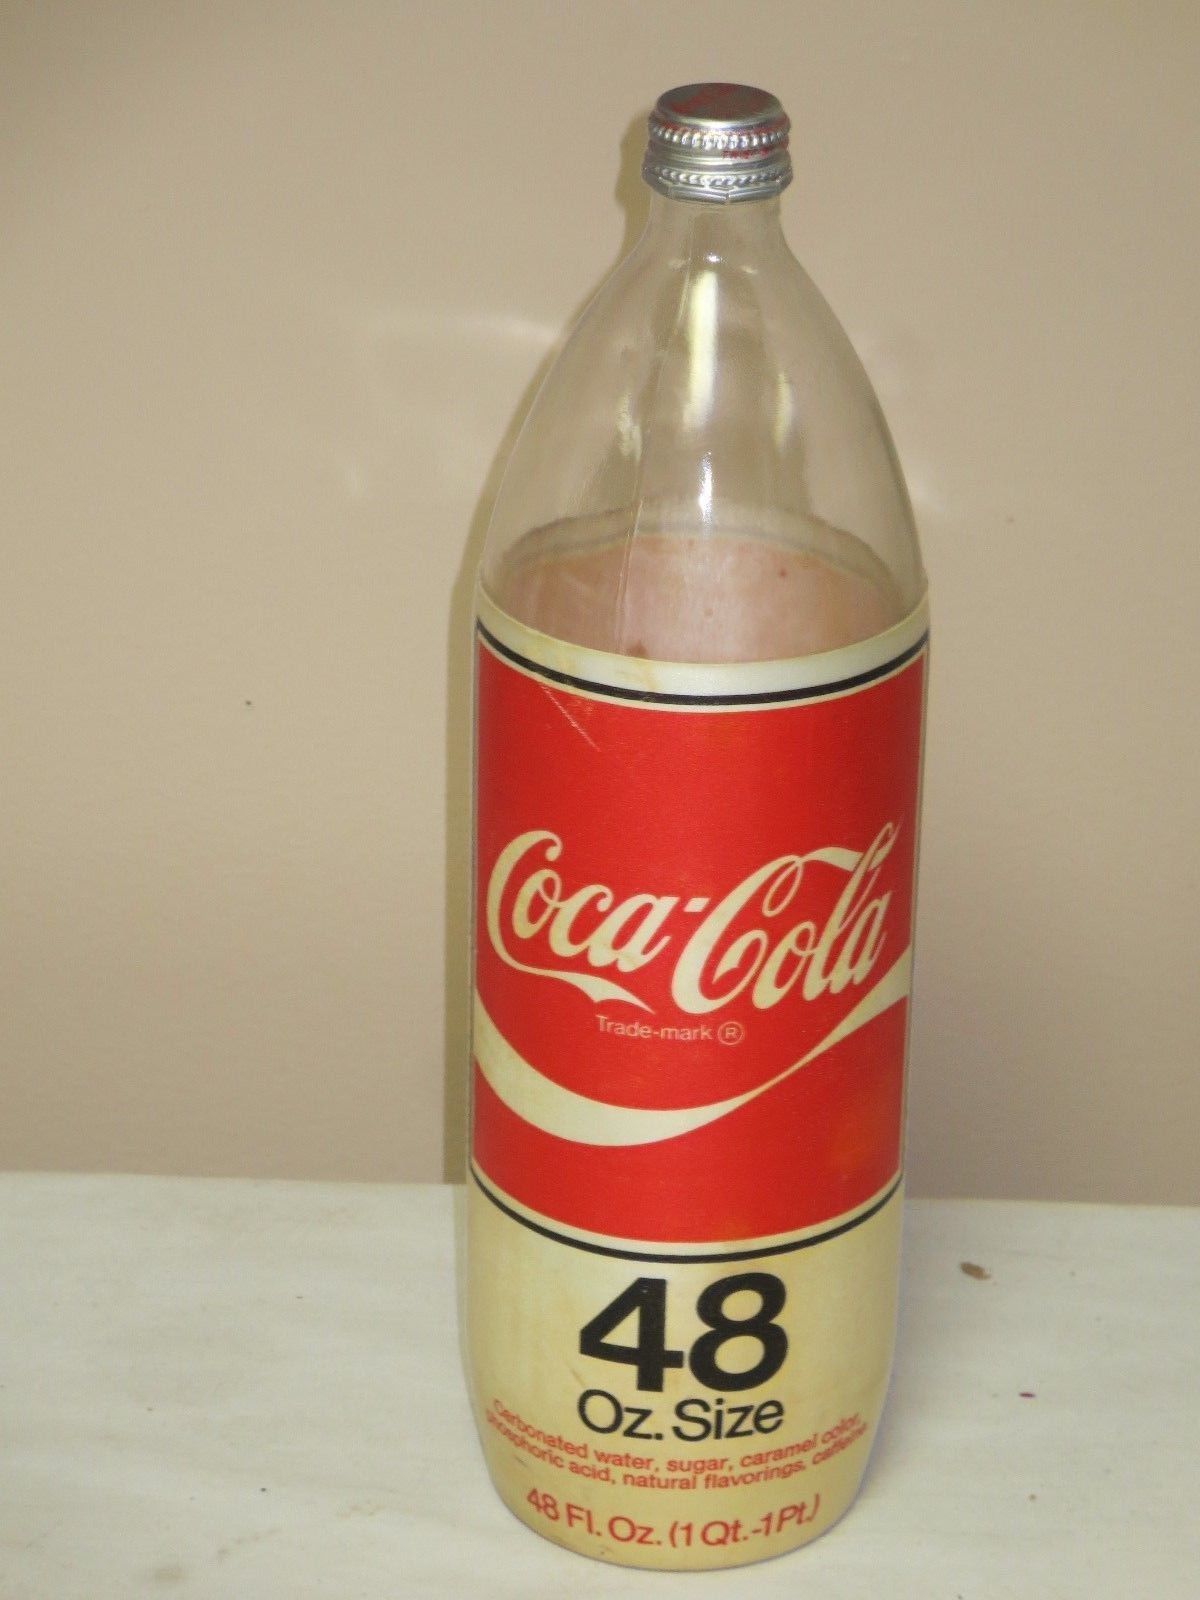 Coca-Cola
Trade-mark ®
48
Oz. Size
Carbonated water, sugar, caramel color,
phosphoric acid, natural flavorings, caffeine
48 Fl. Oz. (1 Qt.-1 Pt.)